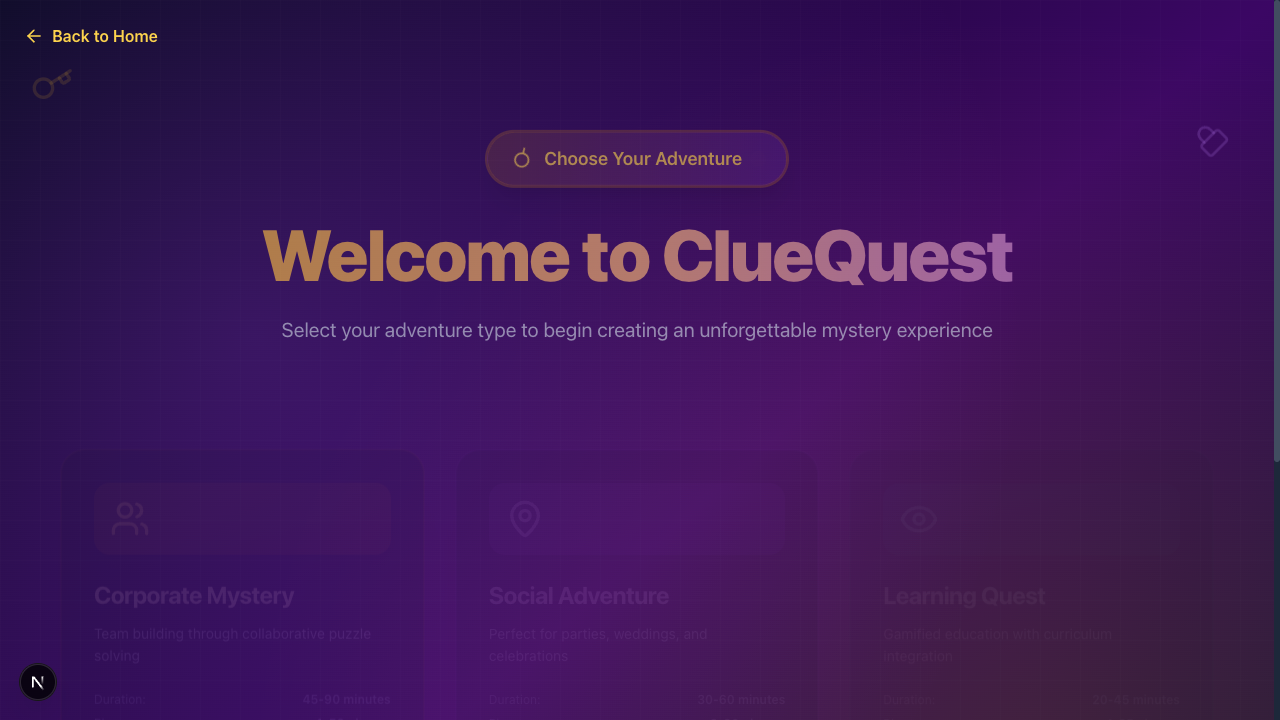 Back to Home
Choose Your Adventure
Welcome to ClueQuest
Select your adventure type to begin creating an unforgettable mystery experience
Corporate Mystery
Team building through collaborative puzzle
solving
Duration:
45-90 minutes
Social Adventure
Perfect for parties, weddings, and
celebrations
Duration:
30-60 minutes
Learning Quest
Gamified education with curriculum
integration
Duration:
N